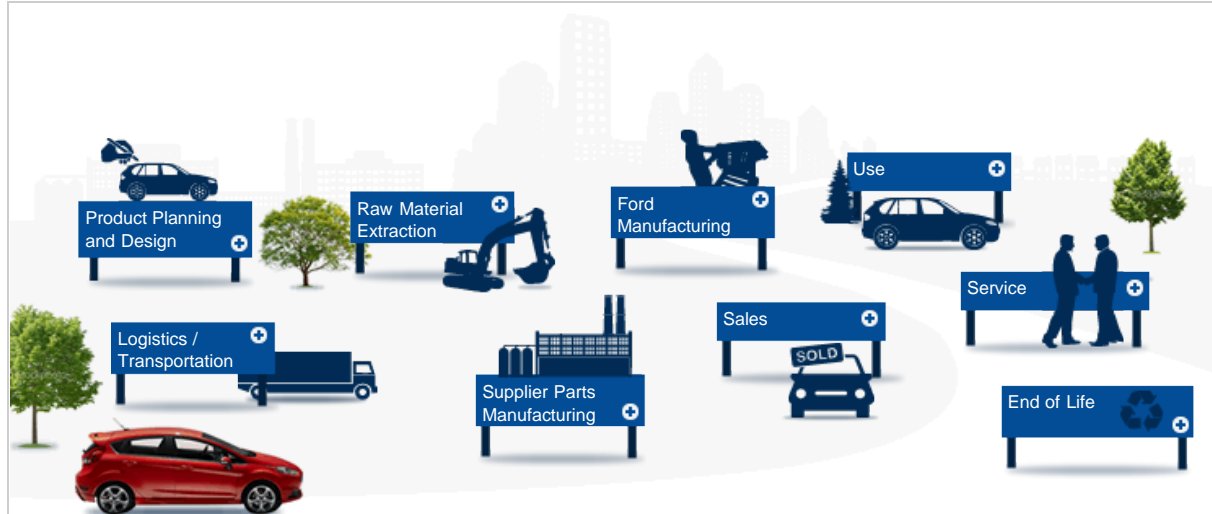 Product Planning
and Design
Raw Material
Extraction
Ford
Manufacturing
Use
Service
Logistics /
Transportation
Supplier Parts
Manufacturing
Sales
SOLD
End of Life